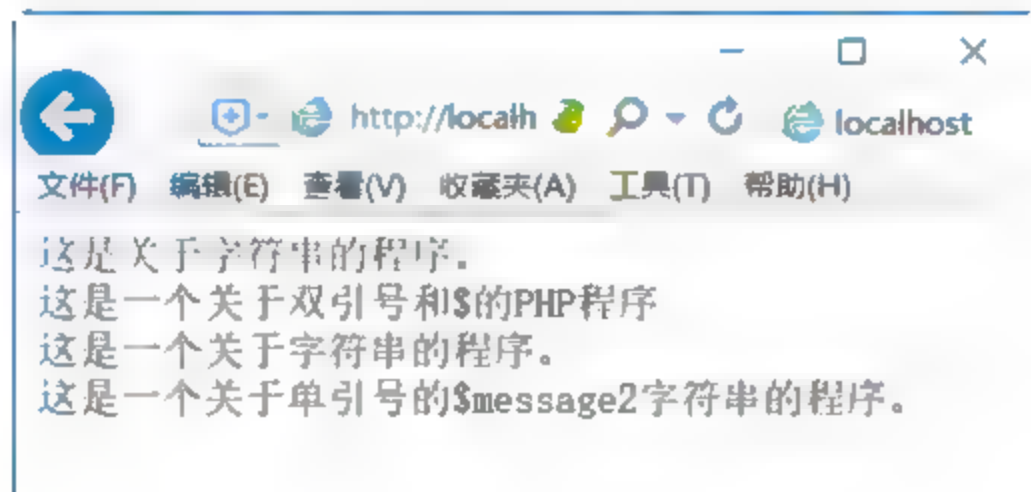 http://localh localhost
文件(F) 编辑(E) 查看(V) 收藏夹(A) 工具(T) 帮助(H)
这是关于字符串的程序。
这是一个关于双引号和$的PHP程序
这是一个关于字符串的程序。
这是一个关于单引号的$message2字符串的程序。